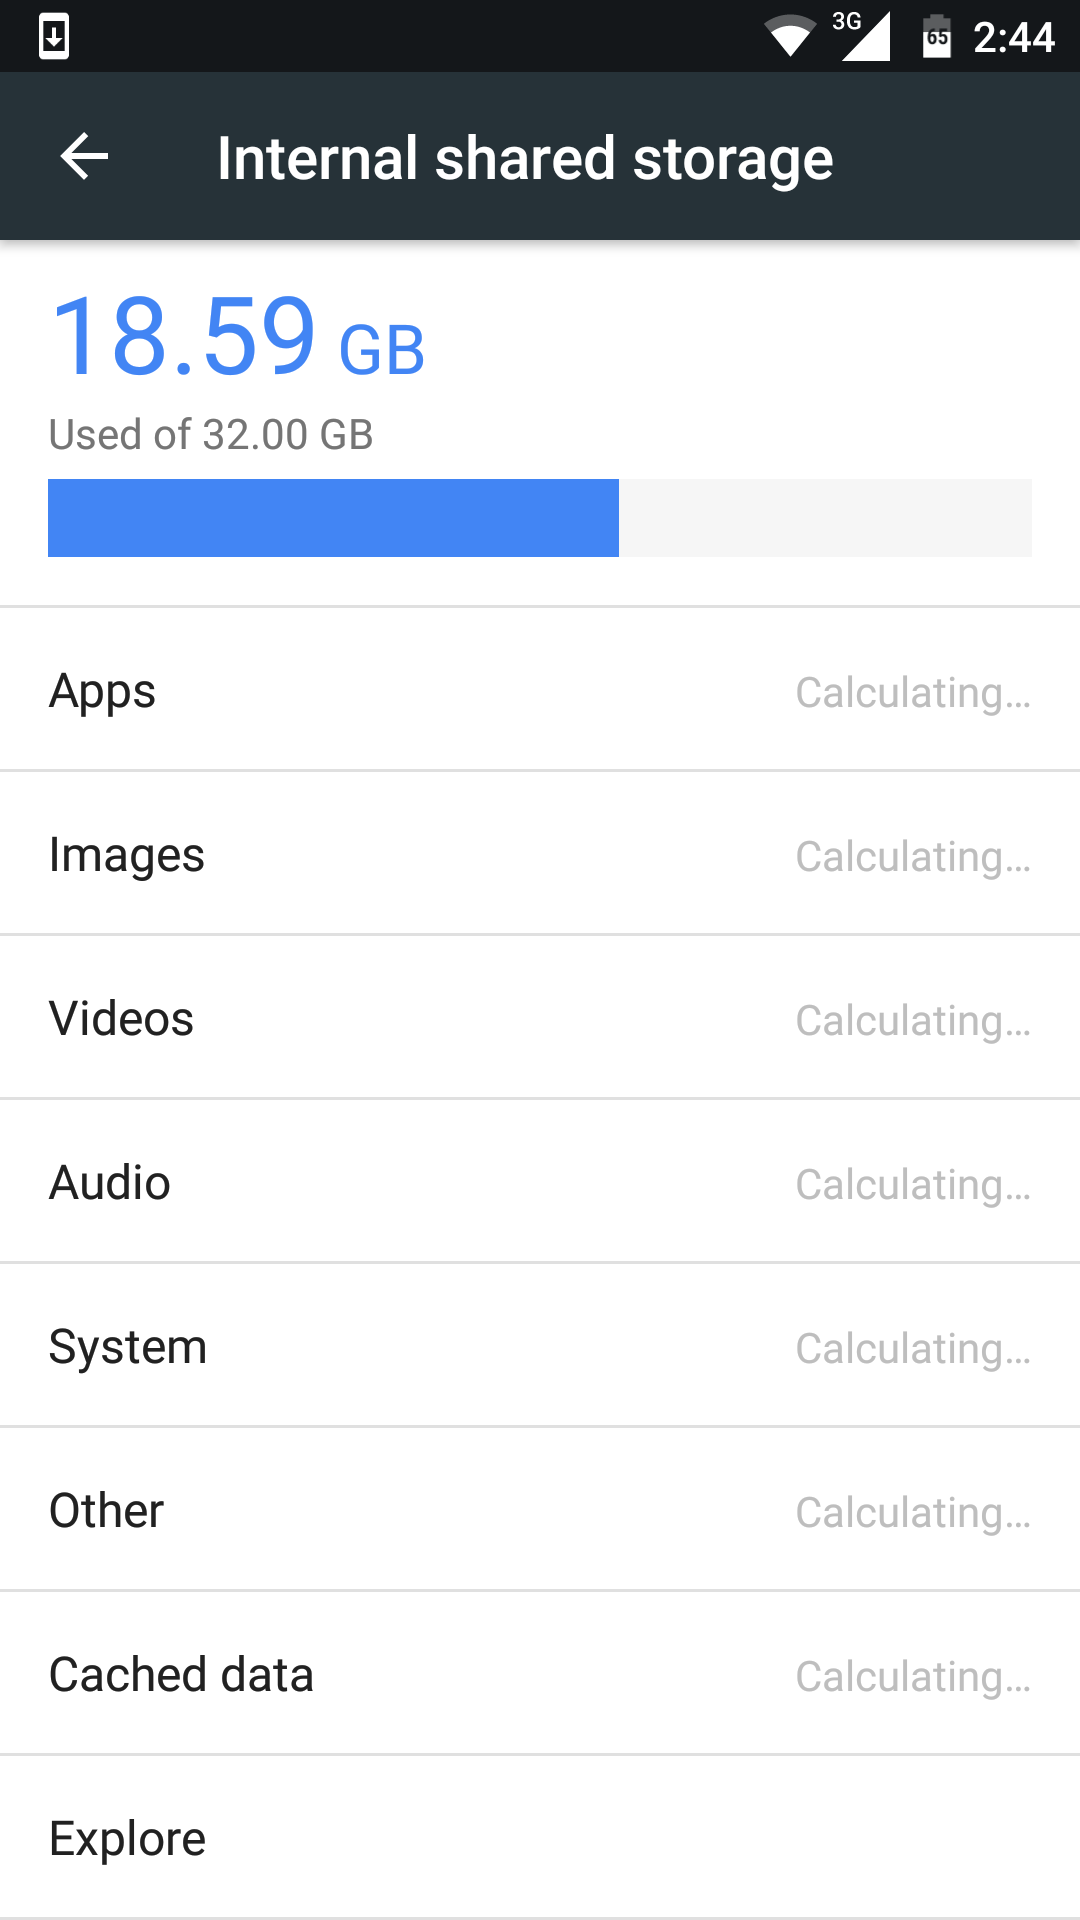 3G 65 2:44
Internal shared storage
18.59 GB
Used of 32.00 GB
Apps Calculating...
Images Calculating...
Videos Calculating...
Audio Calculating...
System Calculating...
Other Calculating...
Cached data Calculating...
Explore